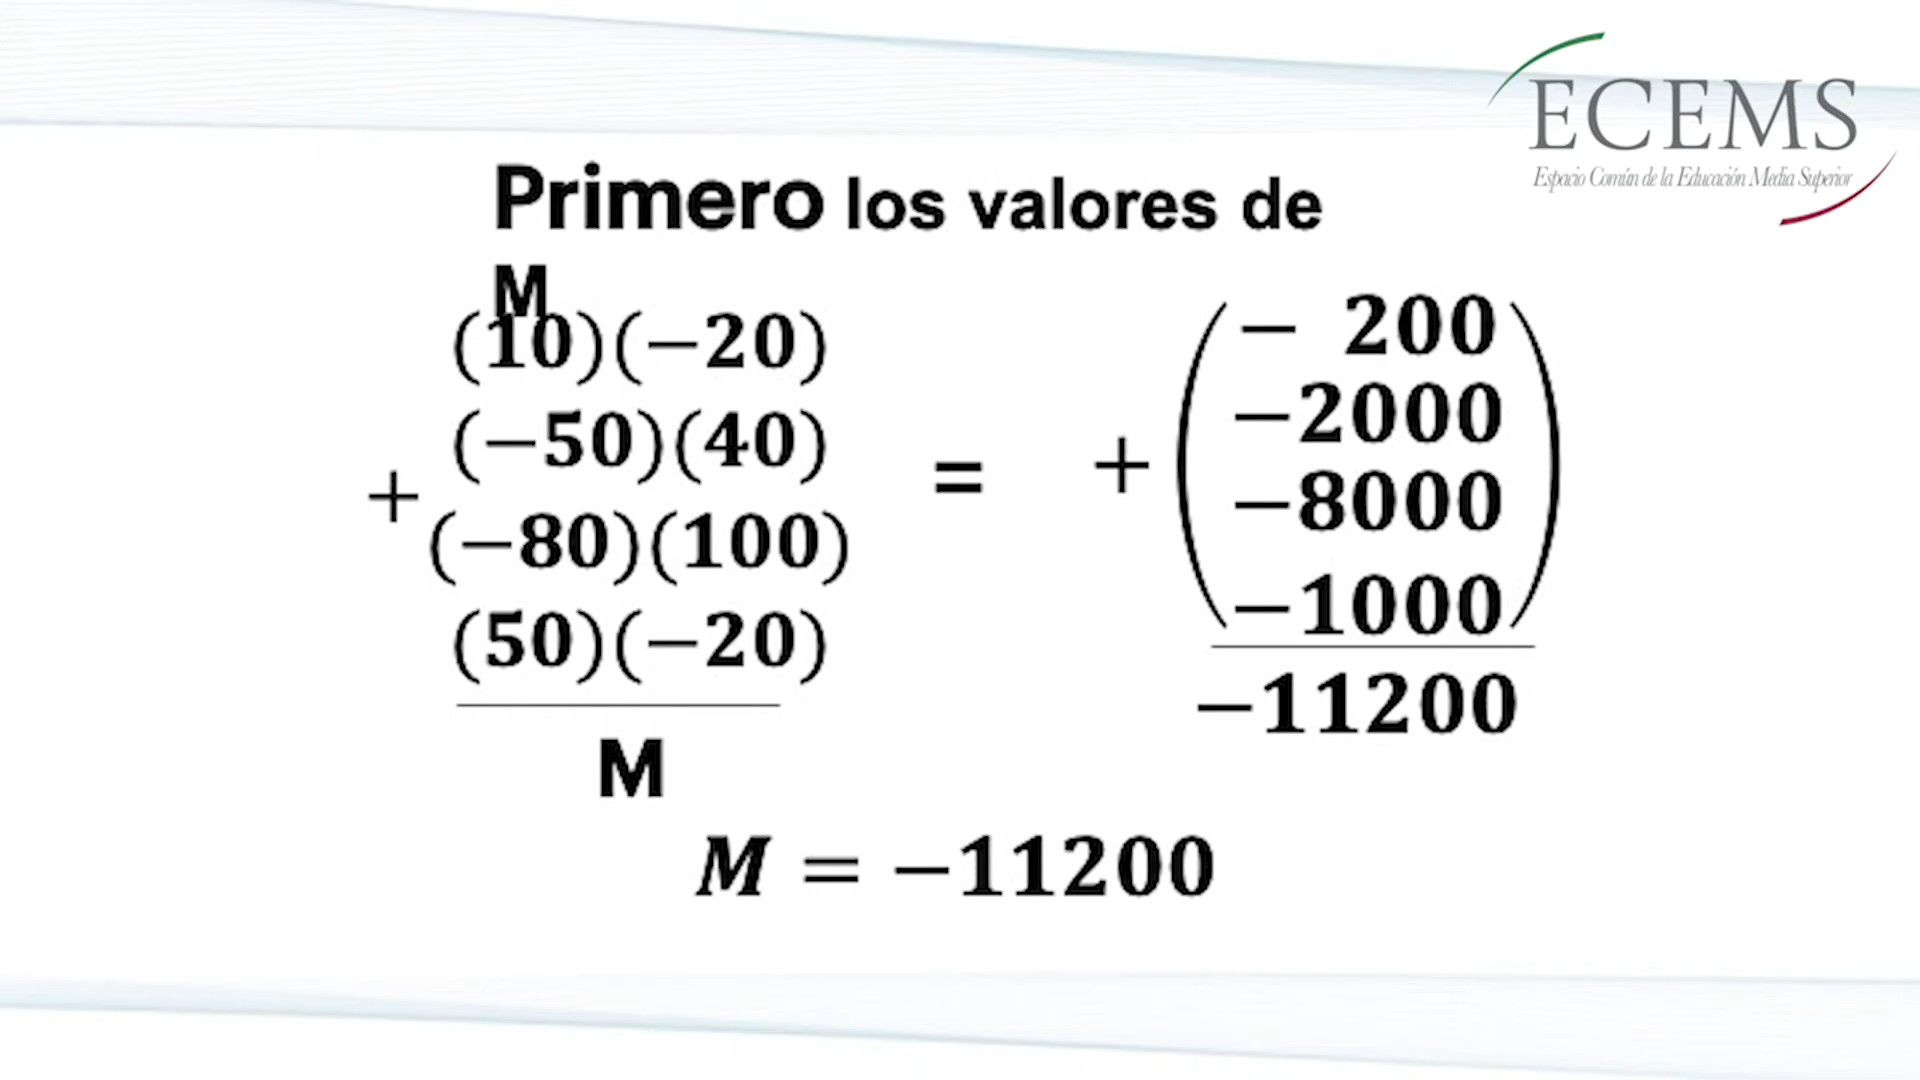 ECEMS
Espacio Común de la Educación Media Superior
Primero los valores de
M
(10)(−20)
(−50)(40)
+
(−80)(100)
(50)(−20)
M
=
+
− 200
−2000
−8000
−1000
−11200
M = −11200